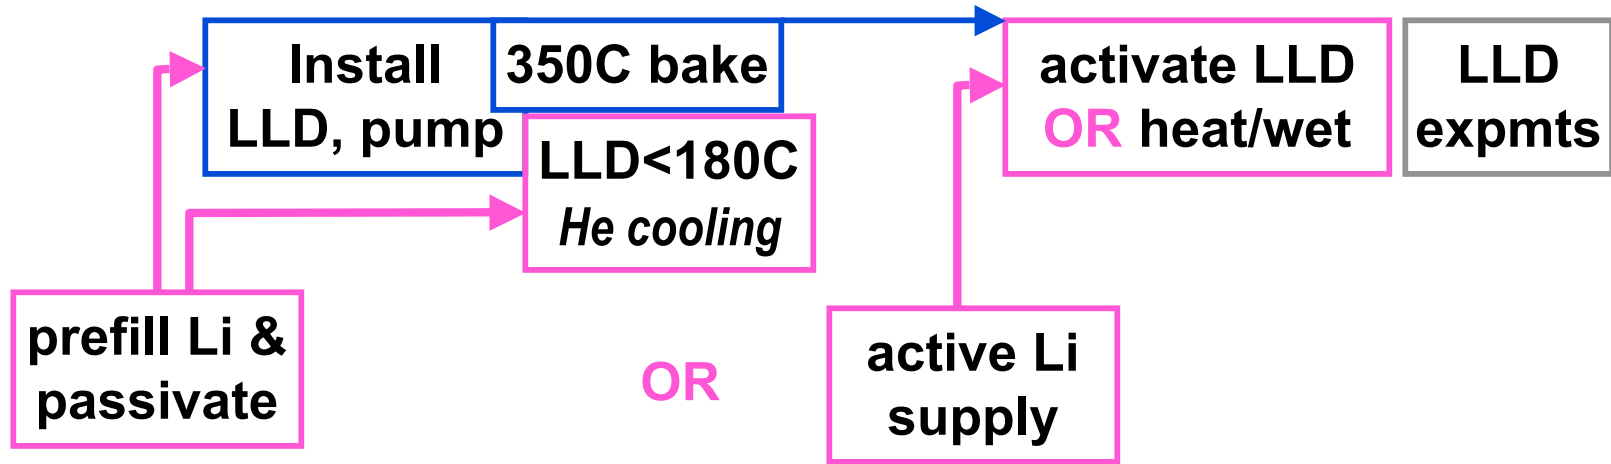 Install
LLD, pump
350C bake
LLD<180C
He cooling
activate LLD
OR heat/wet
LLD
expmts
prefill Li &
passivate
OR
active Li
supply